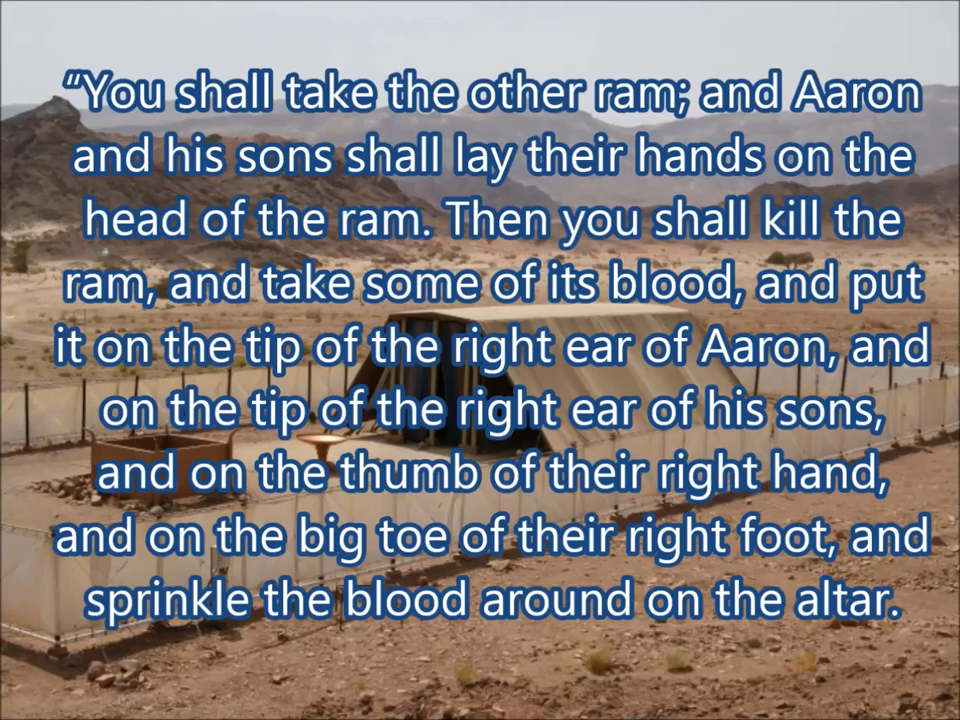 “You shall take the other ram; and Aaron
and his sons shall lay their hands on the
head of the ram. Then you shall kill the
ram, and take some of its blood, and put
it on the tip of the right ear of Aaron, and
on the tip of the right ear of his sons,
and on the thumb of their right hand,
and on the big toe of their right foot, and
sprinkle the blood around on the altar.